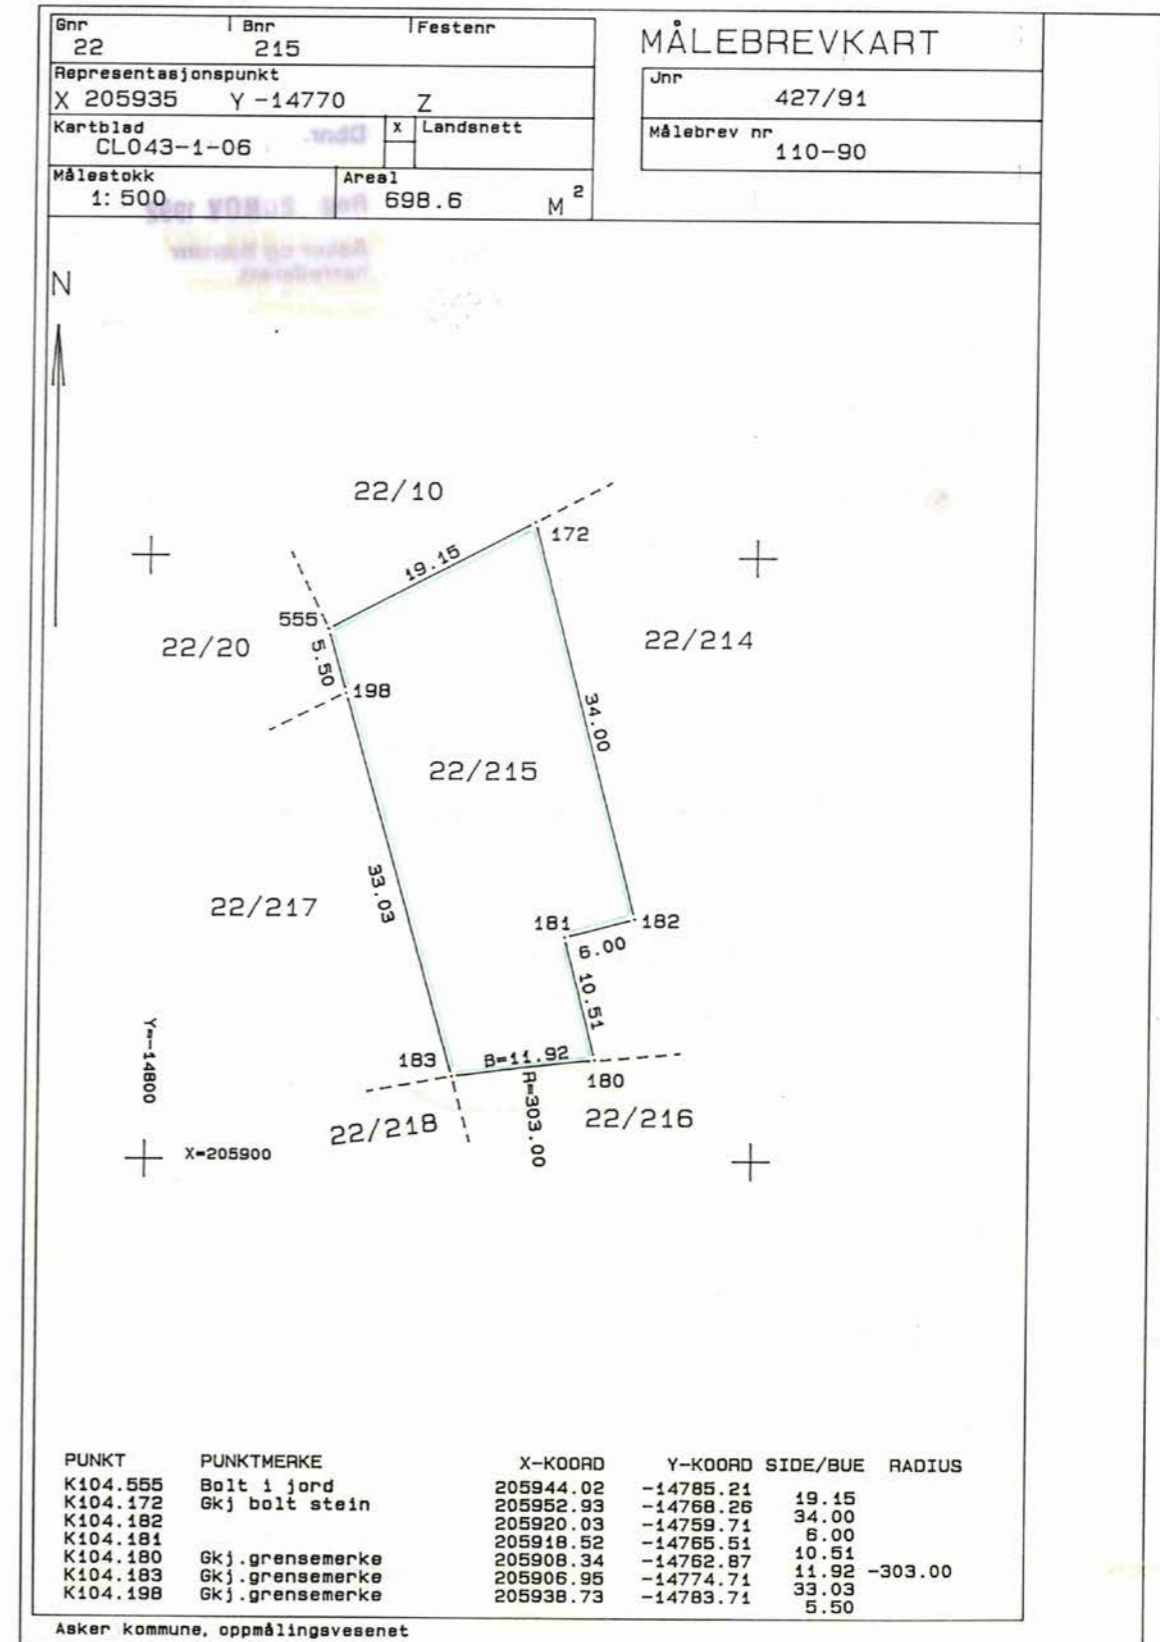 MÅLEBREVKART
Gnr Bnr Festenr
22 215
Representasjonspunkt
X 205935 Y -14770 Z
Kartblad X Landsnett
CL043-1-06
Målestokk Areal
1:500 698.6 M 2
Jnr
427/91
Målebrev nr
110-90
N
22/10
172
19.15
555
22/20
5.50
198
22/214
34.00
22/215
33.03
22/217
181
182
6.00
10.51
Y=-14800
183
B=11.92
180
R=303.00
22/218
22/216
X=205900
PUNKT PUNKTMERKE X-KOORD Y-KOORD SIDE/BUE RADIUS
K104.555 Bolt i jord 205944.02 -14785.21
19.15
K104.172 Gkj bolt stein 205952.93 -14768.26
34.00
K104.182 205920.03 -14759.71
6.00
K104.181 205918.52 -14765.51
10.51
K104.180 Gkj.grensemerke 205908.34 -14762.87
11.92 -303.00
K104.183 Gkj.grensemerke 205906.95 -14774.71
33.03
K104.198 Gkj.grensemerke 205938.73 -14783.71
5.50
Asker kommune, oppmålingsvesenet